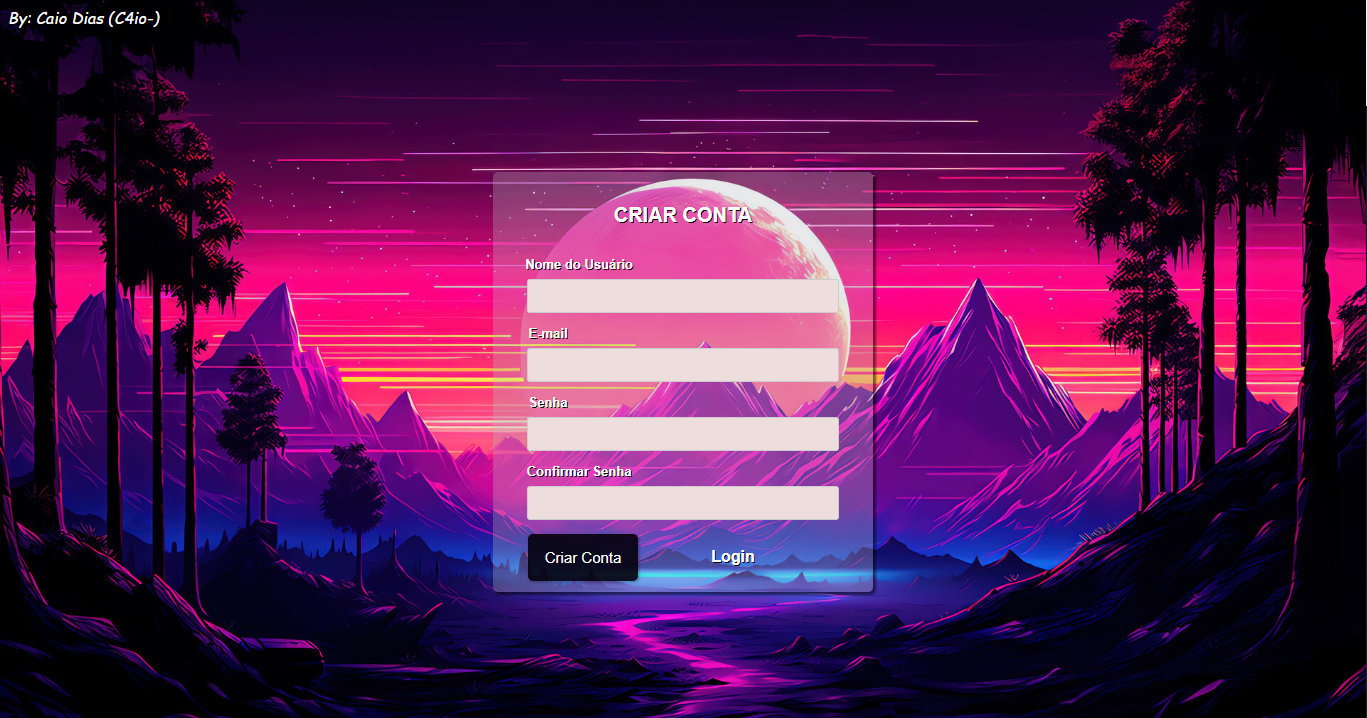 By: Caio Dias (C4io-)
CRIAR CONTA
Nome do Usuário
E-mail
Senha
Confirmar Senha
Criar Conta
Login